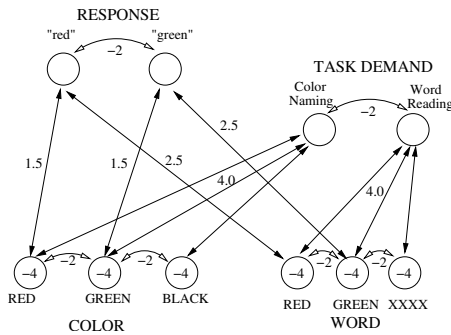 RESPONSE
"red" "green"
−2
TASK DEMAND
Color Naming
Word Reading
−2
2.5
1.5 1.5 2.5
4.0 4.0
−4 −2 −4 −2 −4 −4 −2 −4 −2 −4
RED GREEN BLACK RED GREEN XXXX
COLOR WORD